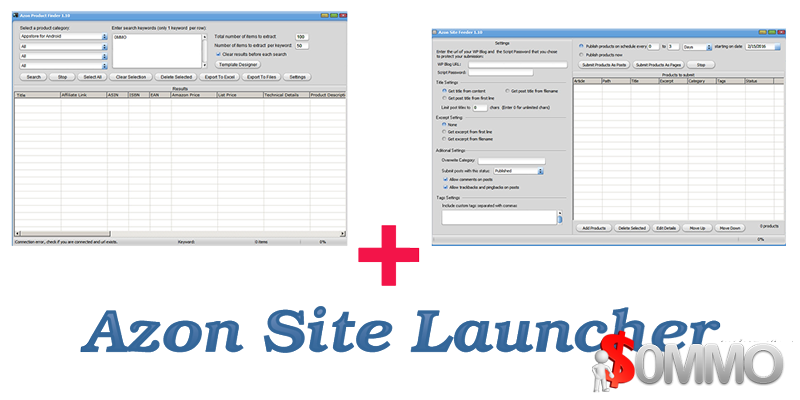 Azon Product Finder 1.10
Select a product category
Appstore for Android
All
All
All
Enter search keywords (only 1 keyword per row)
0MMO
Total number of items to extract: 100
Number of items to extract per keyword: 50
Clear results before each search
Template Designer
Search Stop Select All Clear Selection Delete Selected Export To Excel Export To Files Settings
Results
Title Affiliate Link ASIN ISBN EAN Amazon Price List Price Technical Details Product Descrip
Connection error, check if you are connected and url exists. Keyword: 0 items 0%
Azon Site Feeder 1.10
Settings
Enter the url of your WP Blog and the Script Password that you chose
to protect your submission:
WP Blog URL:
Script Password:
Title Settings
Get title from content Get post title from filename
Get post title from first line
Limit post titles to 0 chars (Enter 0 for unlimited chars)
Excerpt Setting
None
Get excerpt from first line
Get excerpt from filename
Aditional Settings
Overwrite Category:
Submit posts with this status: Published
Allow comments on posts
Allow trackbacks and pingbacks on posts
Tags Settings
Include custom tags separated with commas
Publish products on schedule every 0 to 3 Days starting on date 2/15/2016
Publish products now
Submit Products As Posts Submit Products As Pages Stop
Products to submit
Article Path Title Excerpt Category Tags Status
Add Products Delete Selected Edit Details Move Up Move Down 0 products
0%
+
Azon Site Launcher
$0MMO